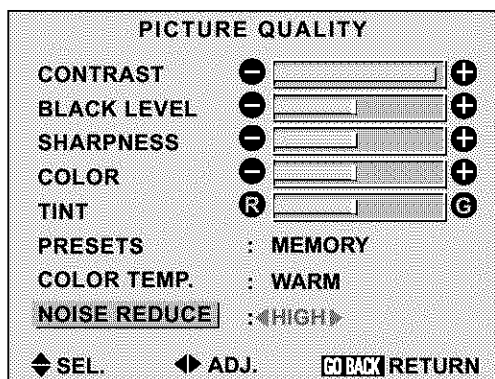 PICTURE QUALITY
CONTRAST - +
BLACK LEVEL - +
SHARPNESS - +
COLOR - +
TINT R G
PRESETS : MEMORY
COLOR TEMP. : WARM
NOISE REDUCE : ◀HIGH▶
SEL. ADJ. GO BACK RETURN